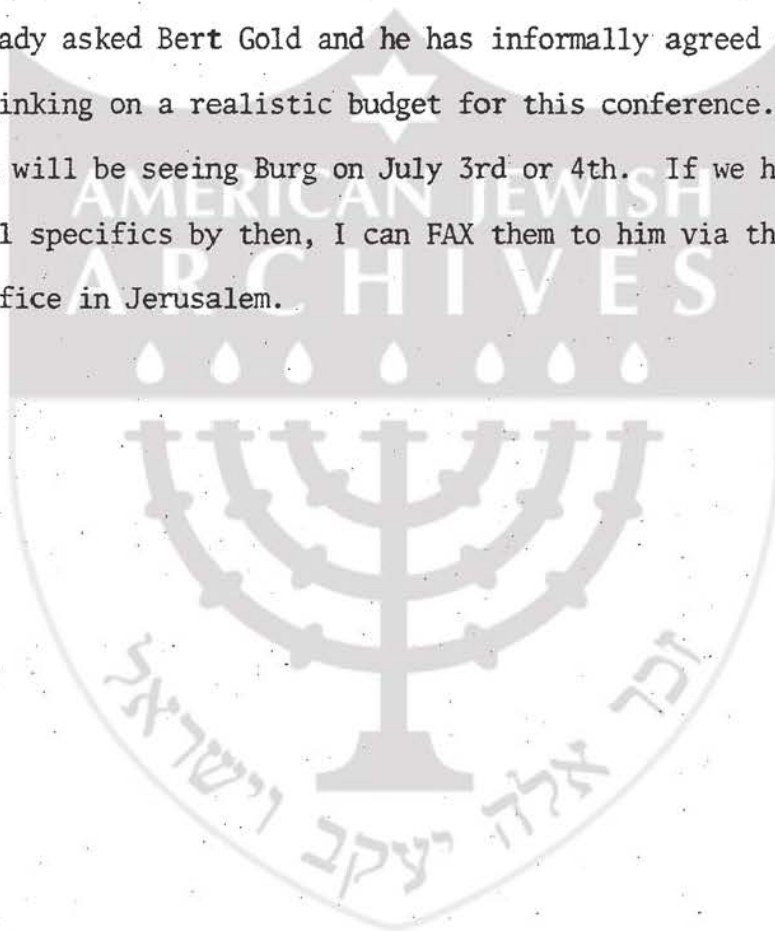 ady asked Bert Gold and he has informally agreed
inking on a realistic budget for this conference.
will be seeing Burg on July 3rd or 4th. If we h
l specifics by then, I can FAX them to him via th
fice in Jerusalem.
AMERICAN JEWISH
ARCHIVES
זכר אלה יעקב וישראל